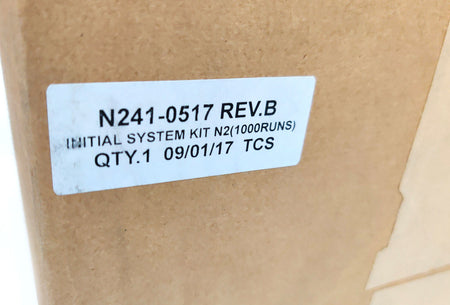 N241-0517 REV.B
INITIAL SYSTEM KIT N2(1000RUNS)
QTY.1 09/01/17 TCS